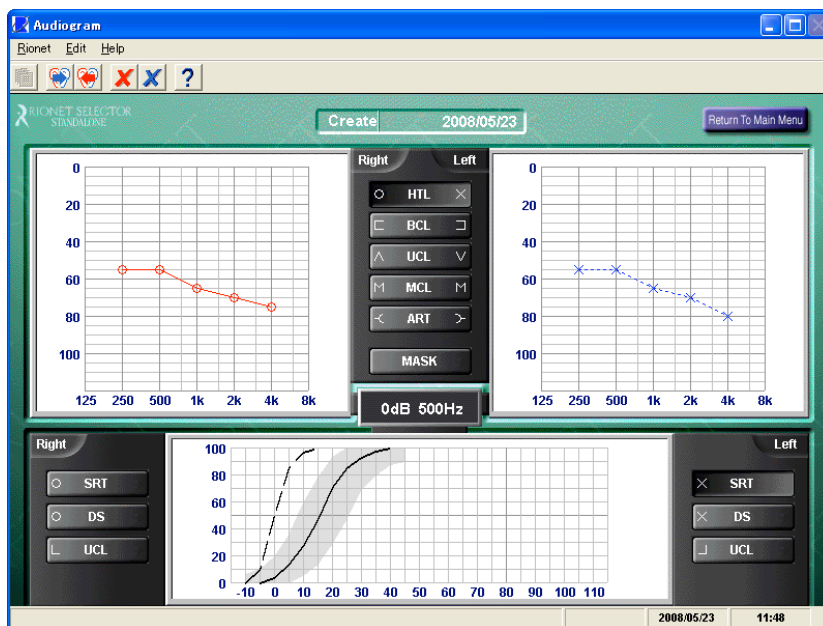 Audiogram
Rionet Edit Help
?
RIONET SELECTOR
STANDALONE
Create 2008/05/23
Return To Main Menu
Right Left
HTL
BCL
UCL
M MCL M
ART
MASK
0dB 500Hz
0
20
40
60
80
100
125 250 500 1k 2k 4k 8k
0
20
40
60
80
100
125 250 500 1k 2k 4k 8k
Right
SRT
DS
UCL
100
80
60
40
20
0
-10 0 10 20 30 40 50 60 70 80 90 100 110
Left
SRT
DS
UCL
2008/05/23 11:48